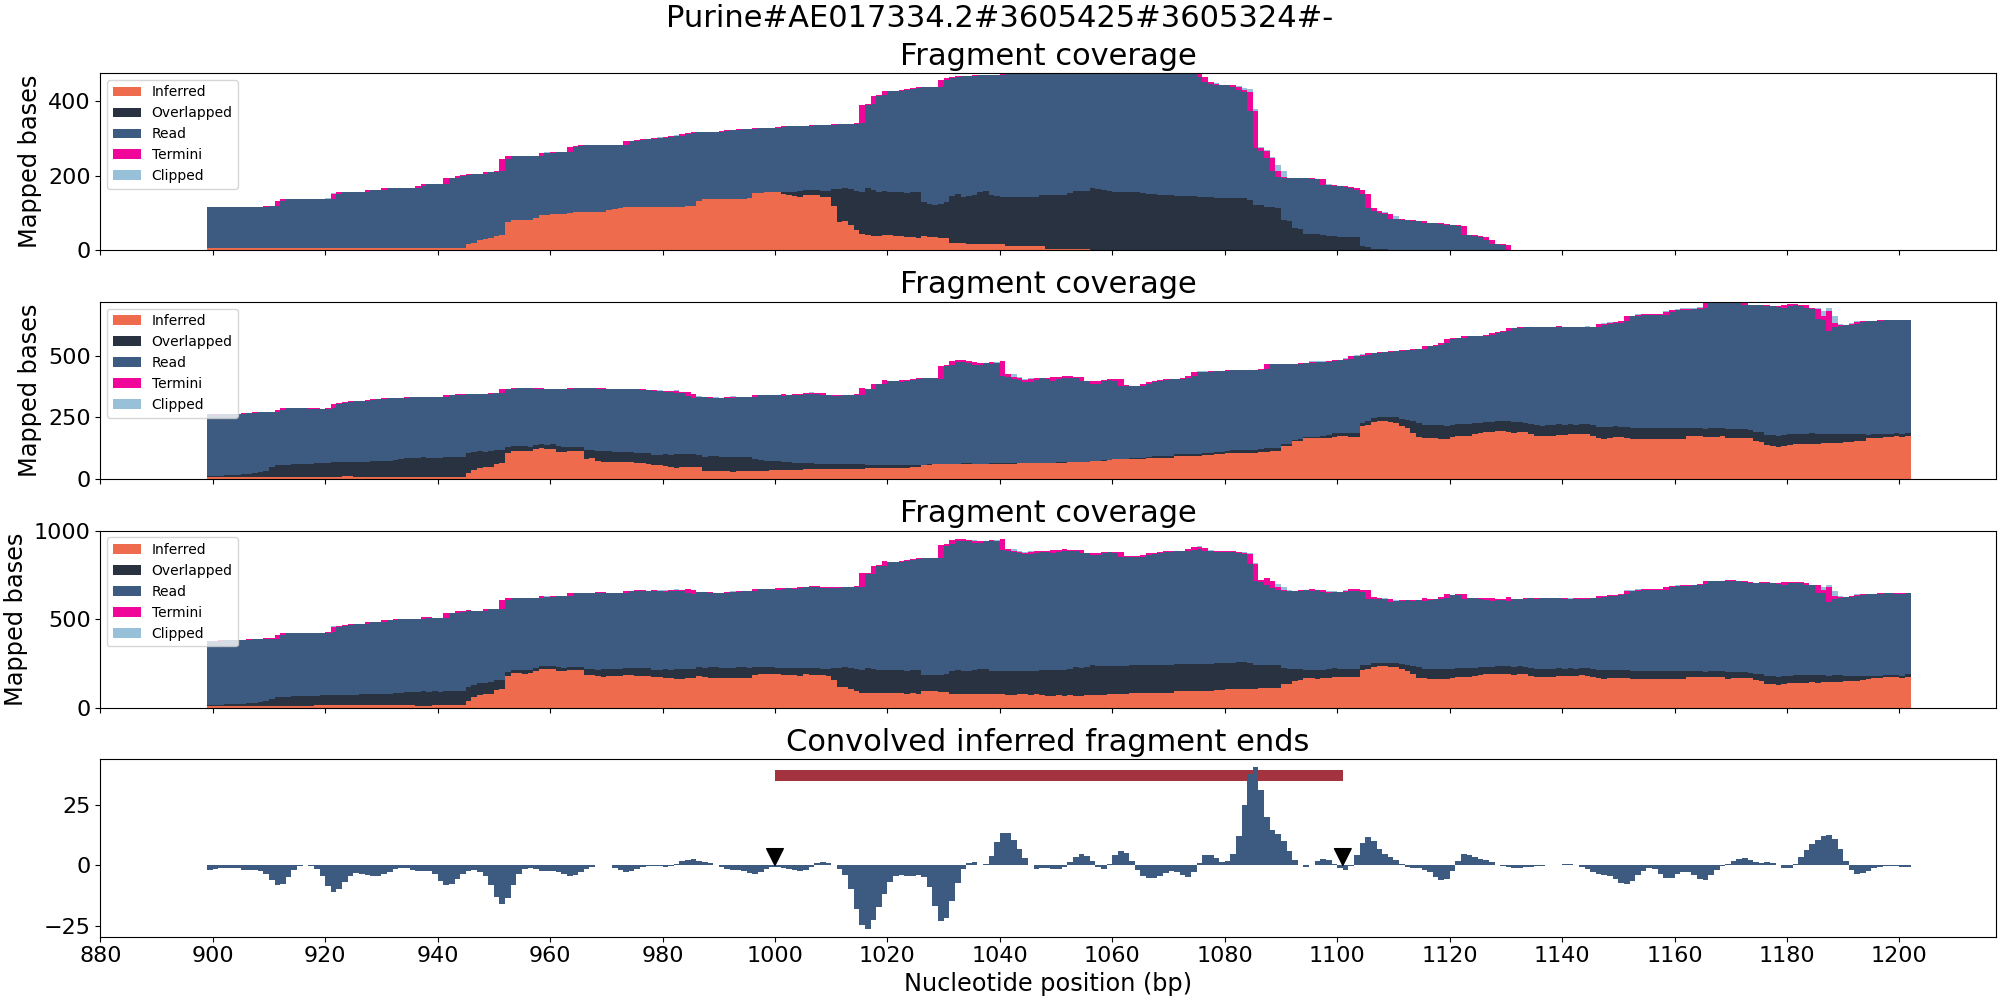 Purine#AE017334.2#3605425#3605324#-
Fragment coverage
Mapped bases
400
200
0
Inferred
Overlapped
Read
Termini
Clipped
Fragment coverage
Mapped bases
500
250
0
Inferred
Overlapped
Read
Termini
Clipped
Fragment coverage
Mapped bases
1000
500
0
Inferred
Overlapped
Read
Termini
Clipped
Convolved inferred fragment ends
25
0
−25
880 900 920 940 960 980 1000 1020 1040 1060 1080 1100 1120 1140 1160 1180 1200
Nucleotide position (bp)